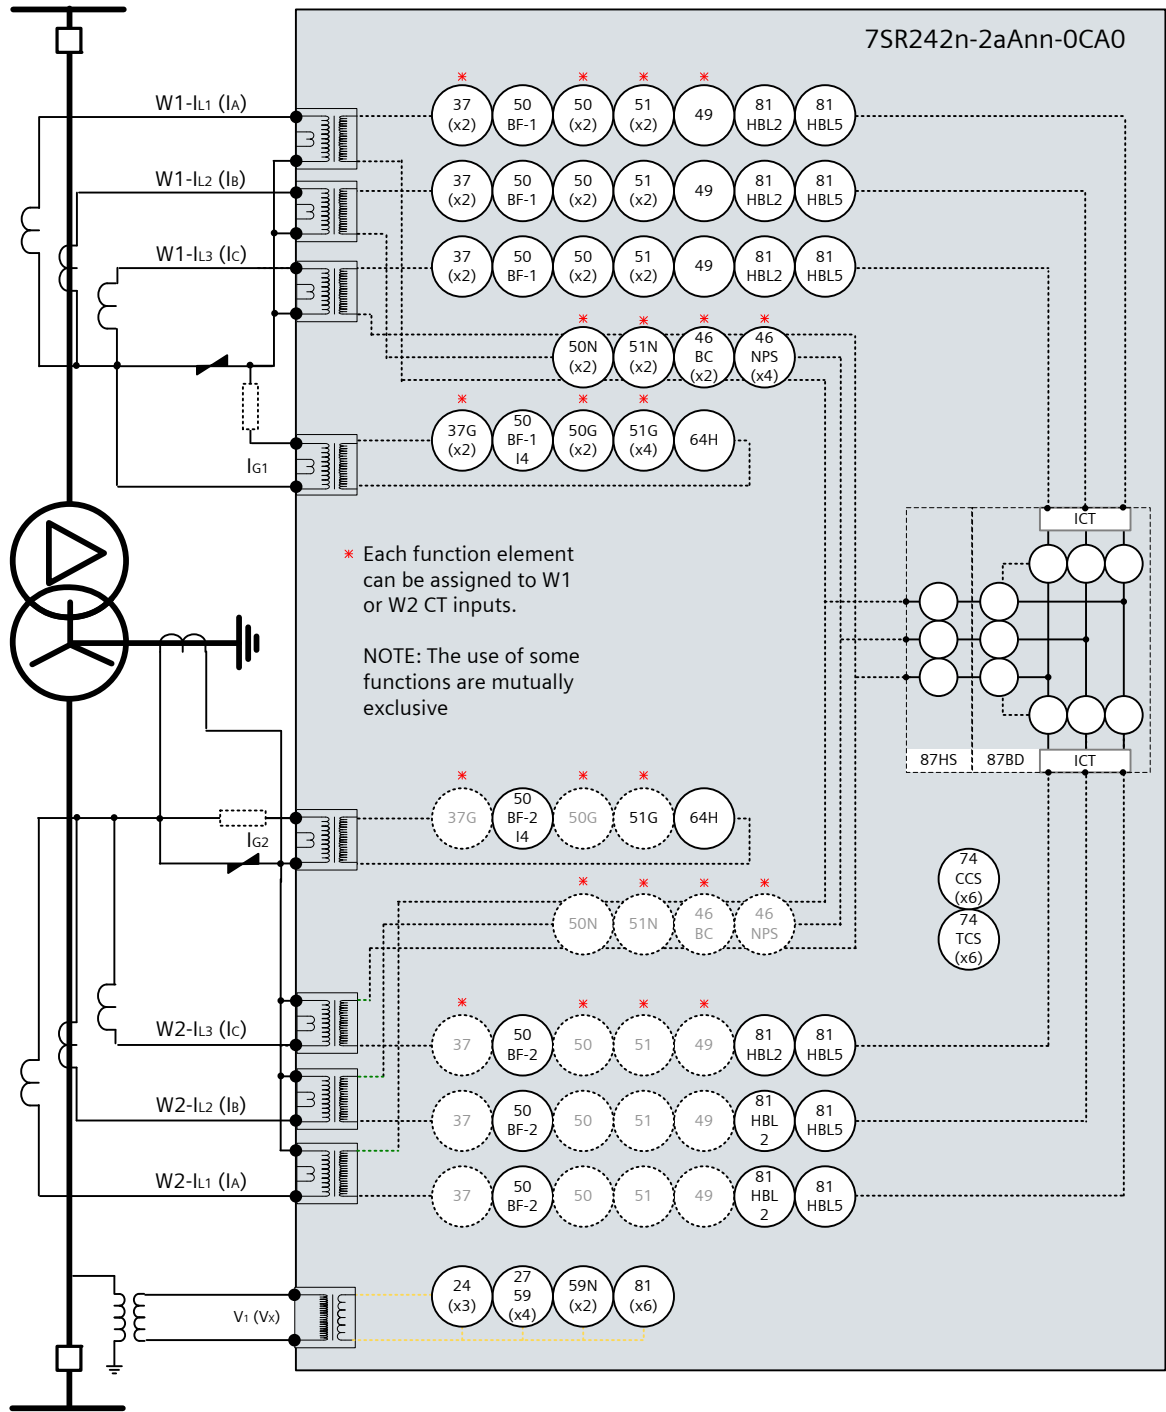 7SR242n-2aAnn-0CA0
W1-IL1 (IA)
37 (x2) 50 BF-1 50 (x2) 51 (x2) 49 81 HBL2 81 HBL5
W1-IL2 (IB)
37 (x2) 50 BF-1 50 (x2) 51 (x2) 49 81 HBL2 81 HBL5
W1-IL3 (IC)
37 (x2) 50 BF-1 50 (x2) 51 (x2) 49 81 HBL2 81 HBL5
50N (x2) 51N (x2) 46 BC (x2) 46 NPS (x4)
37G (x2) 50 BF-1 I4 50G (x2) 51G (x4) 64H
IG1
ICT
* Each function element
can be assigned to W1
or W2 CT inputs.
NOTE: The use of some
functions are mutually
exclusive
87HS 87BD ICT
37G 50 BF-2 I4 50G 51G 64H
IG2
74 CCS (x6)
74 TCS (x6)
50N 51N 46 BC 46 NPS
W2-IL3 (IC)
37 50 BF-2 50 51 49 81 HBL2 81 HBL5
W2-IL2 (IB)
37 50 BF-2 50 51 49 81 HBL 2 81 HBL5
W2-IL1 (IA)
37 50 BF-2 50 51 49 81 HBL 2 81 HBL5
V1 (VX)
24 (x3) 27 59 (x4) 59N (x2) 81 (x6)